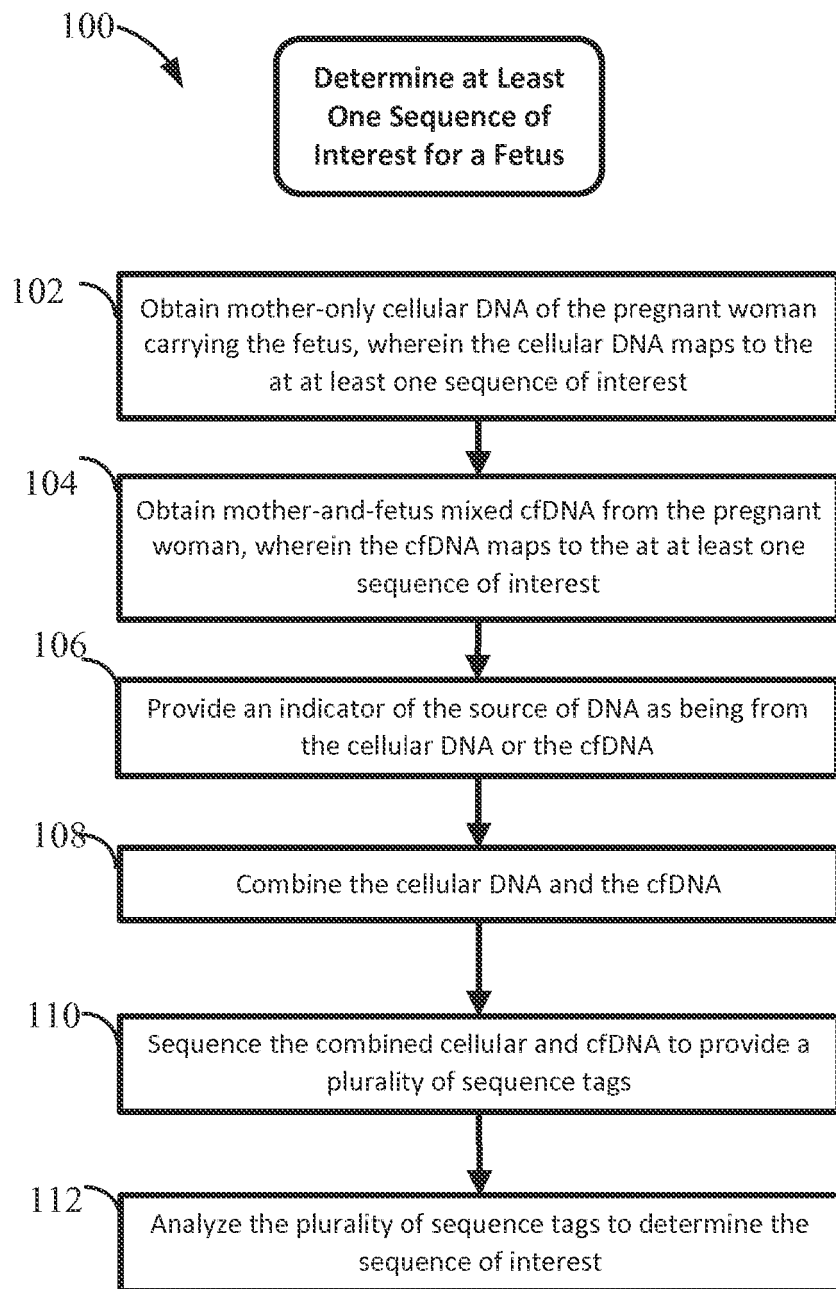 100
Determine at Least
One Sequence of
Interest for a Fetus
102
Obtain mother-only cellular DNA of the pregnant woman
carrying the fetus, wherein the cellular DNA maps to the
at at least one sequence of interest
104
Obtain mother-and-fetus mixed cfDNA from the pregnant
woman, wherein the cfDNA maps to the at at least one
sequence of interest
106
Provide an indicator of the source of DNA as being from
the cellular DNA or the cfDNA
108
Combine the cellular DNA and the cfDNA
110
Sequence the combined cellular and cfDNA to provide a
plurality of sequence tags
112
Analyze the plurality of sequence tags to determine the
sequence of interest